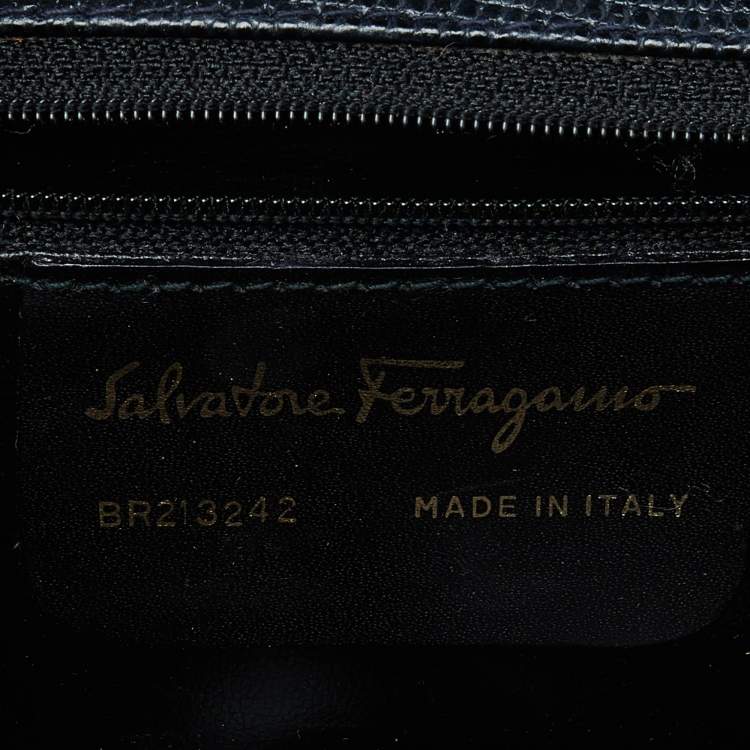 Salvatore Ferragamo
BR213242 MADE IN ITALY